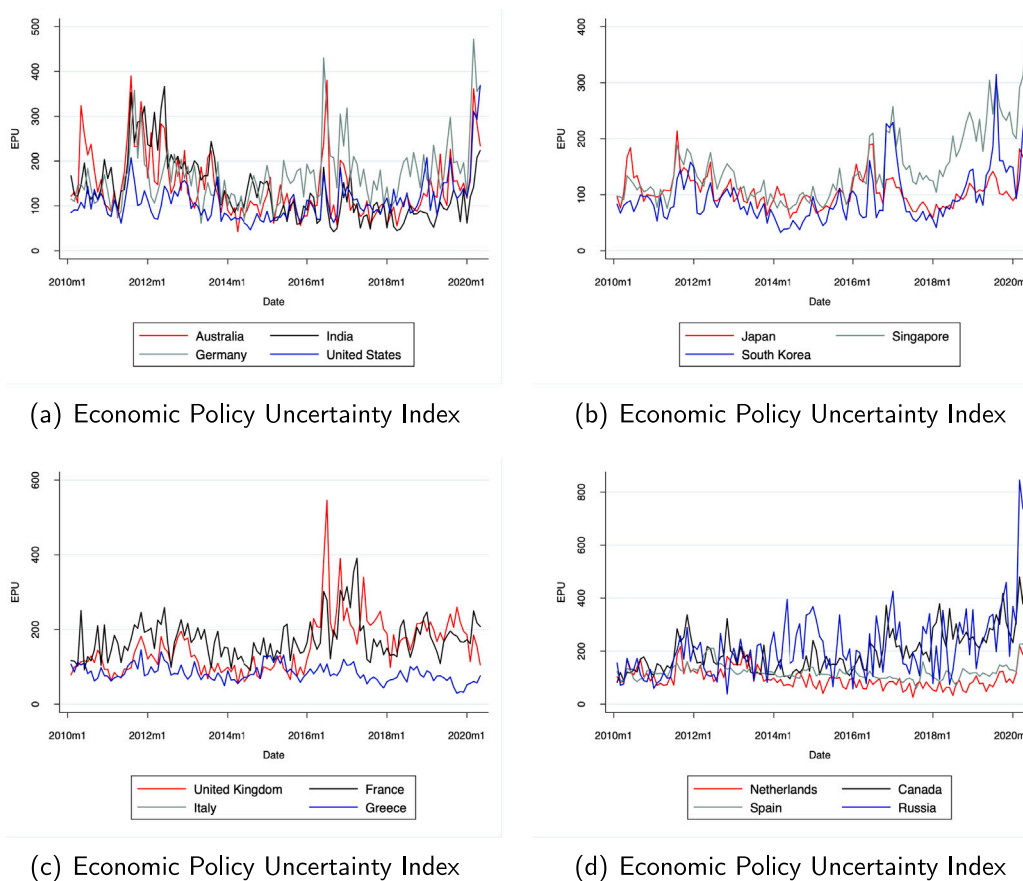 500
400
300
200
100
0
EPU
2010m1 2012m1 2014m1 2016m1 2018m1 2020m1
Date
Australia India
Germany United States
(a) Economic Policy Uncertainty Index
400
300
200
100
0
EPU
2010m1 2012m1 2014m1 2016m1 2018m1 2020m
Date
Japan Singapore
South Korea
(b) Economic Policy Uncertainty Index
600
400
200
0
EPU
2010m1 2012m1 2014m1 2016m1 2018m1 2020m1
Date
United Kingdom France
Italy Greece
(c) Economic Policy Uncertainty Index
800
600
400
200
0
EPU
2010m1 2012m1 2014m1 2016m1 2018m1 2020m
Date
Netherlands Canada
Spain Russia
(d) Economic Policy Uncertainty Index